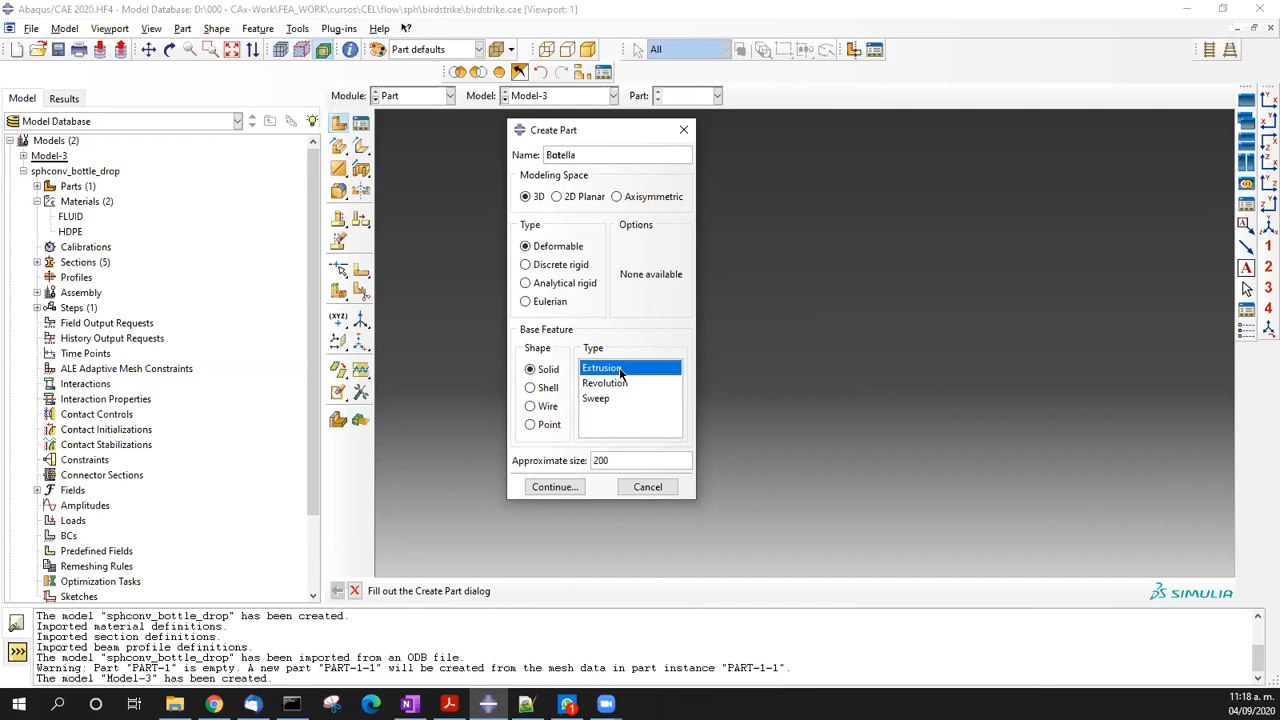 Abaqus/CAE 2020.HF4 - Model Database: D:\000 - CAx-Work\FEA_WORK\cursos\CEL\flow\sph\birdstrike\birdstrike.cae [Viewport: 1]
File Model Viewport View Part Shape Feature Tools Plug-ins Help
Part defaults All
Model Results Module: Part Model: Model-3 Part:
Model Database
Models (2)
Model-3
sphconv_bottle_drop
Parts (1)
Materials (2)
FLUID
HDPE
Calibrations
Sections (5)
Profiles
Assembly
Steps (1)
Field Output Requests
History Output Requests
Time Points
ALE Adaptive Mesh Constraints
Interactions
Interaction Properties
Contact Controls
Contact Initializations
Contact Stabilizations
Constraints
Connector Sections
Fields
Amplitudes
Loads
BCs
Predefined Fields
Remeshing Rules
Optimization Tasks
Sketches
(XYZ)
Create Part
Name: Botella
Modeling Space
3D 2D Planar Axisymmetric
Type Options
Deformable
Discrete rigid
None available
Analytical rigid
Eulerian
Base Feature
Shape Type
Solid Extrusion
Shell Revolution
Wire Sweep
Point
Approximate size: 200
Continue... Cancel
A
1
2
3
4
Fill out the Create Part dialog
SIMULIA
The model "sphconv_bottle_drop" has been created.
Imported material definitions.
Imported section definitions.
Imported beam profile definitions.
The model "sphconv_bottle_drop" has been imported from an ODB file.
Warning: Part "PART-1" is empty. A new part "PART-1-1" will be created from the mesh data in part instance "PART-1-1".
The model "Model-3" has been created.
>>>
11:18 a. m.
04/09/2020